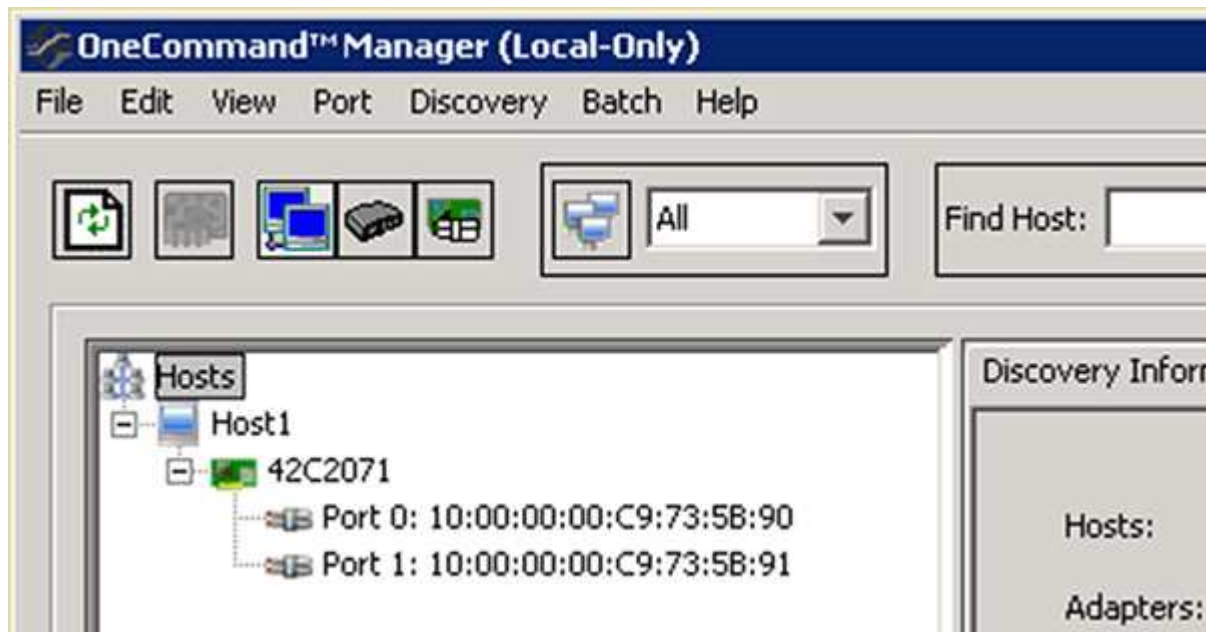 OneCommand™ Manager (Local-Only)
File Edit View Port Discovery Batch Help
All Find Host:
Hosts
Host1
42C2071
Port 0: 10:00:00:00:C9:73:5B:90
Port 1: 10:00:00:00:C9:73:5B:91
Discovery Inform
Hosts:
Adapters: